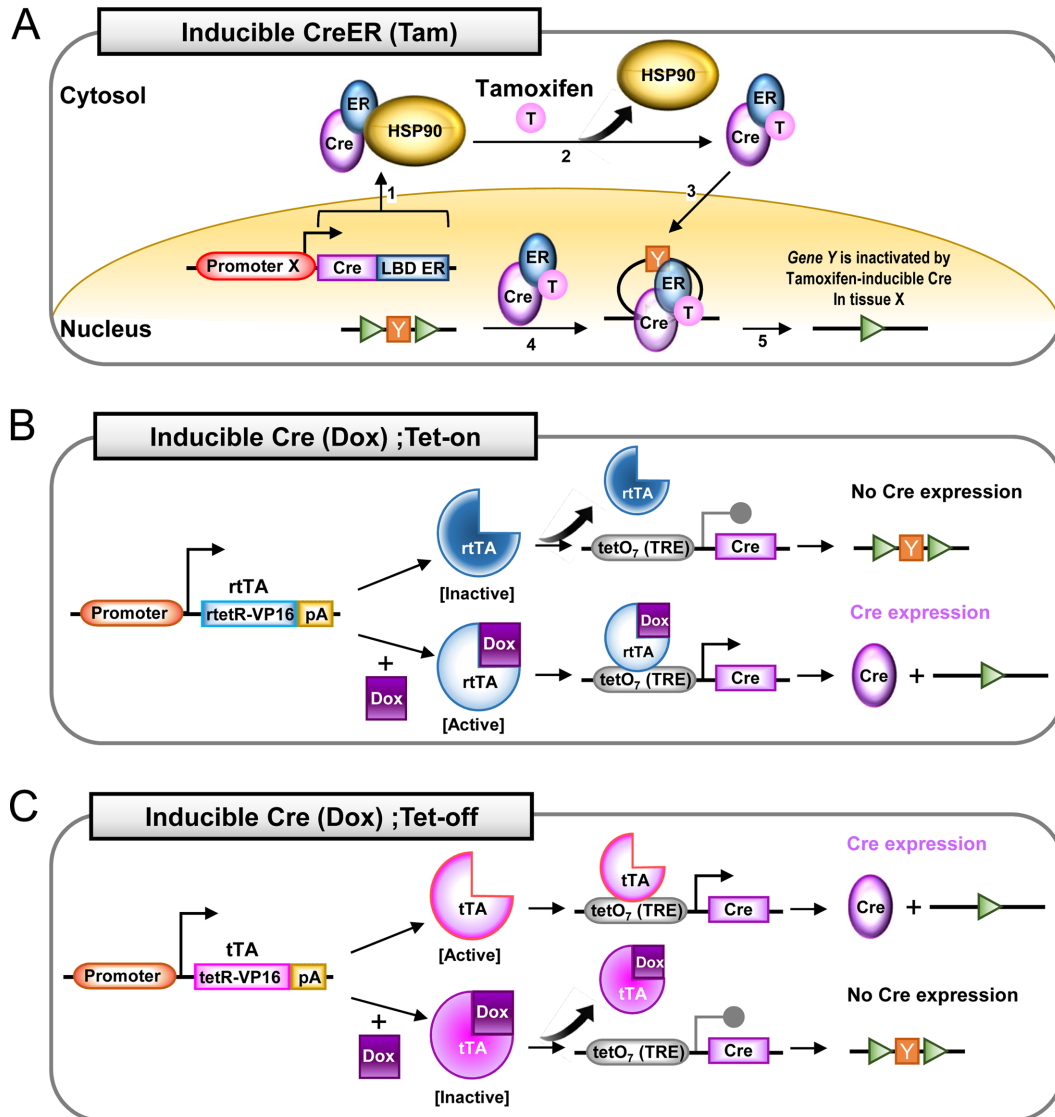 A
Inducible CreER (Tam)
Cytosol
ER
Cre
HSP90
Tamoxifen
T
2
HSP90
ER
Cre
T
1
3
Promoter X
Cre
LBD ER
ER
Cre
T
Y
ER
Cre
T
Gene Y is inactivated by
Tamoxifen-inducible Cre
In tissue X
Nucleus
Y
4
5
B
Inducible Cre (Dox) ;Tet-on
rtTA
Promoter
rtetR-VP16
pA
+
Dox
rtTA
[Inactive]
rtTA
tetO7 (TRE)
Cre
No Cre expression
Y
Dox
rtTA
[Active]
Dox
rtTA
tetO7 (TRE)
Cre
Cre expression
Cre
+
C
Inducible Cre (Dox) ;Tet-off
tTA
Promoter
tetR-VP16
pA
+
Dox
tTA
[Active]
tTA
tetO7 (TRE)
Cre
Cre expression
Cre
+
Dox
tTA
[Inactive]
Dox
tTA
tetO7 (TRE)
Cre
No Cre expression
Y